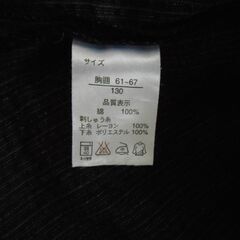 サイズ
胸囲 61~67
130
品質表示
綿 100%
刺しゅう糸
上糸 レーヨン 100%
下糸 ポリエステル 100%